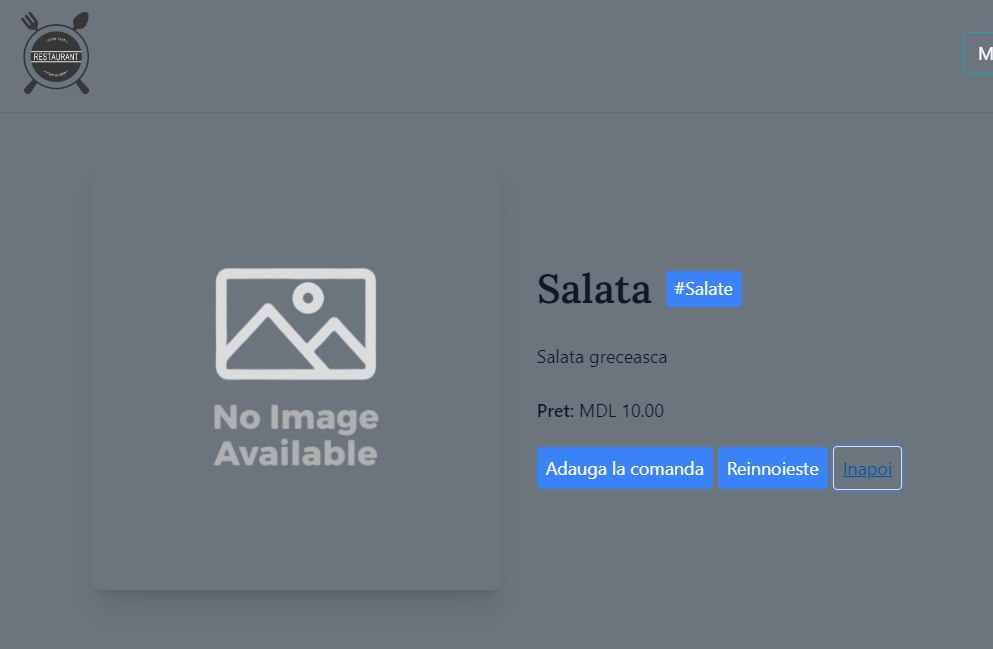 RESTAURANT
M
No Image
Available
Salata #Salate
Salata greceasca
Pret: MDL 10.00
Adauga la comanda Reinnoieste Inapoi